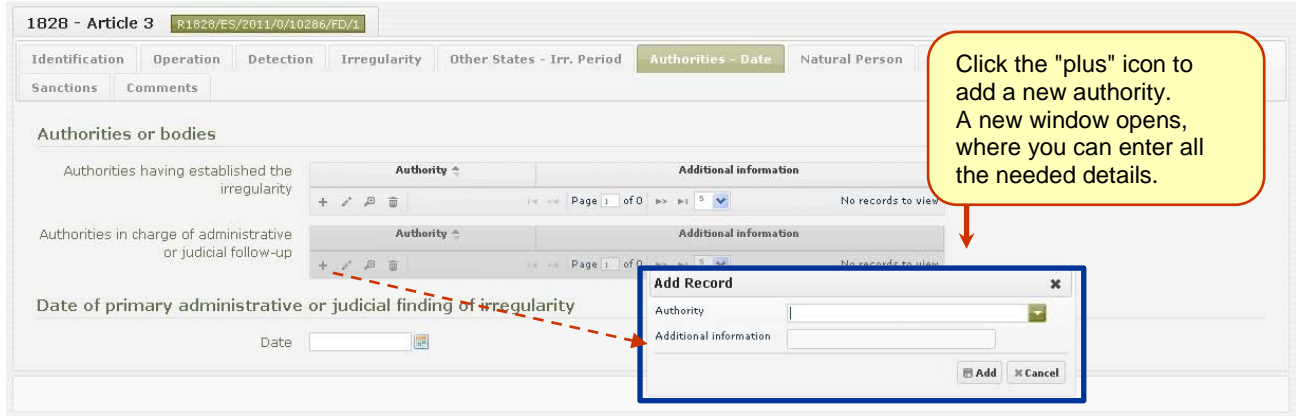 1828 - Article 3 R1828/ES/2011/0/10286/FD/1
Identification Operation Detection Irregularity Other States - Irr. Period Authorities - Date Natural Person
Sanctions Comments
Click the "plus" icon to
add a new authority.
A new window opens,
where you can enter all
the needed details.
Authorities or bodies
Authorities having established the
irregularity
Authority Additional information
Page 1 of 0 5 No records to view
Authorities in charge of administrative
or judicial follow-up
Authority Additional information
Page 1 of 0 5 No records to view
Date of primary administrative or judicial finding of irregularity
Date
Add Record
Authority
Additional information
Add Cancel